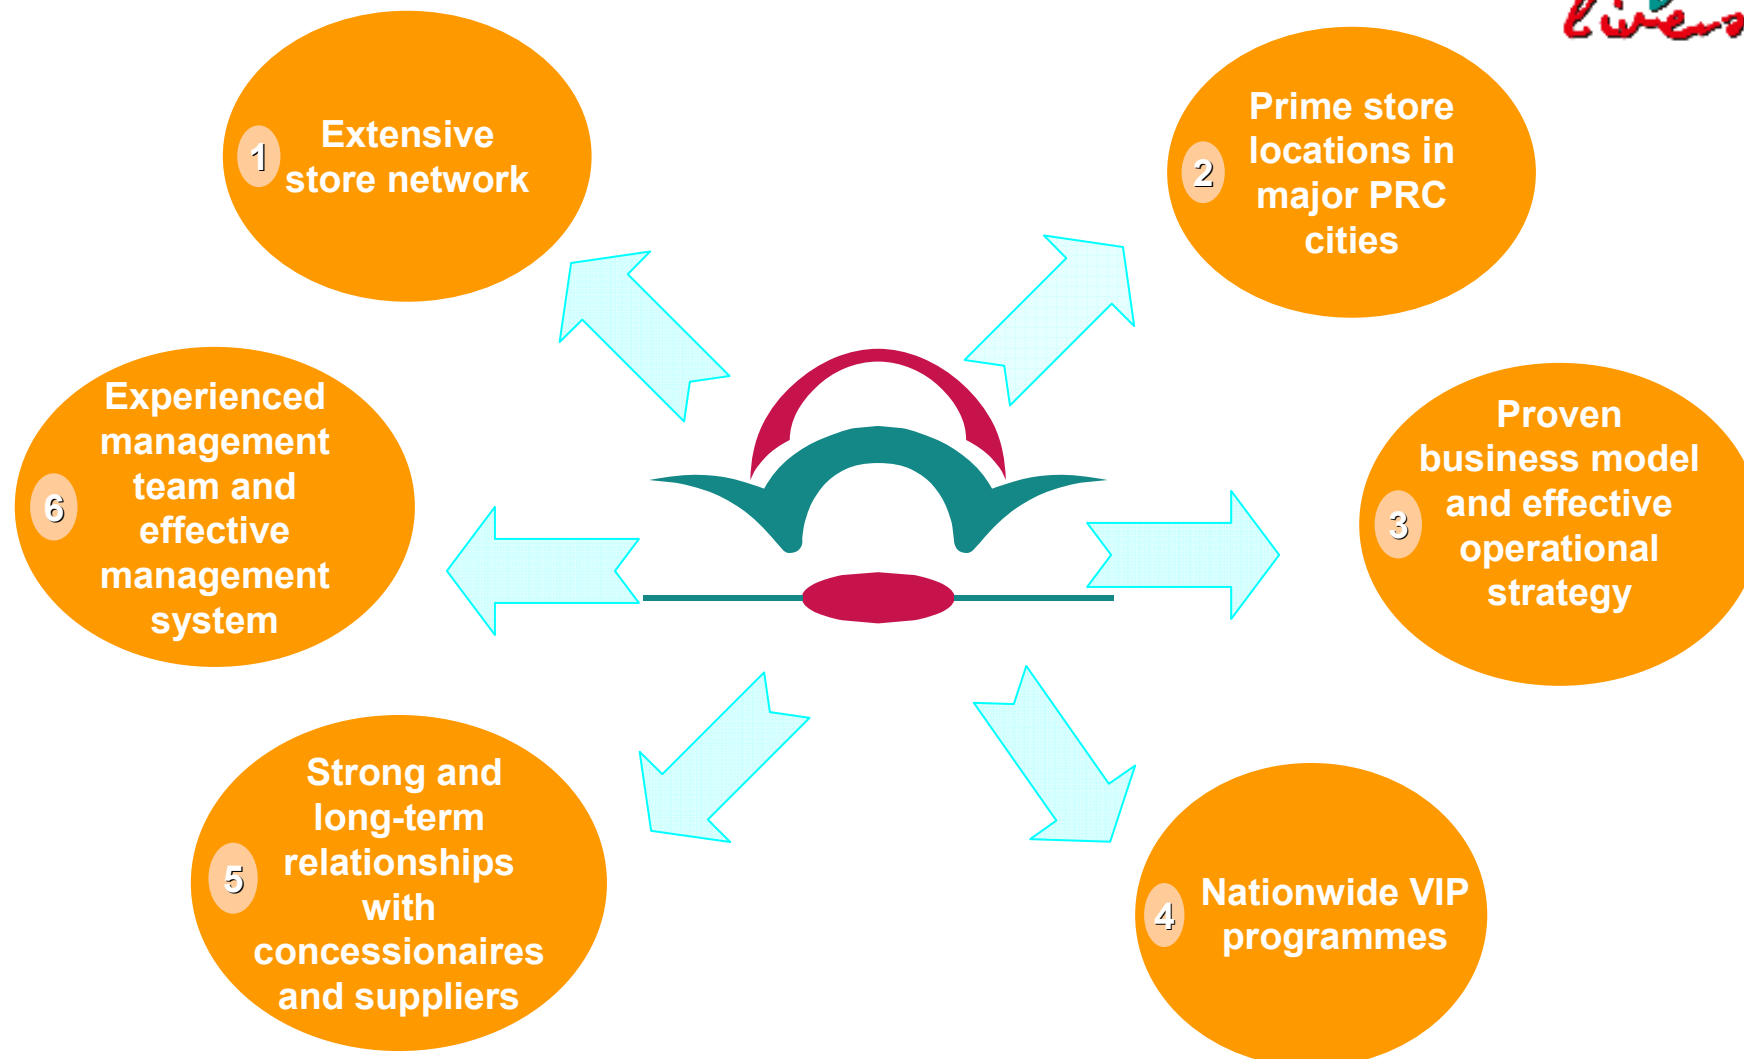 1
Extensive
store network
2
Prime store
locations in
major PRC
cities
3
Proven
business model
and effective
operational
strategy
4
Nationwide VIP
programmes
5
Strong and
long-term
relationships
with
concessionaires
and suppliers
6
Experienced
management
team and
effective
management
system